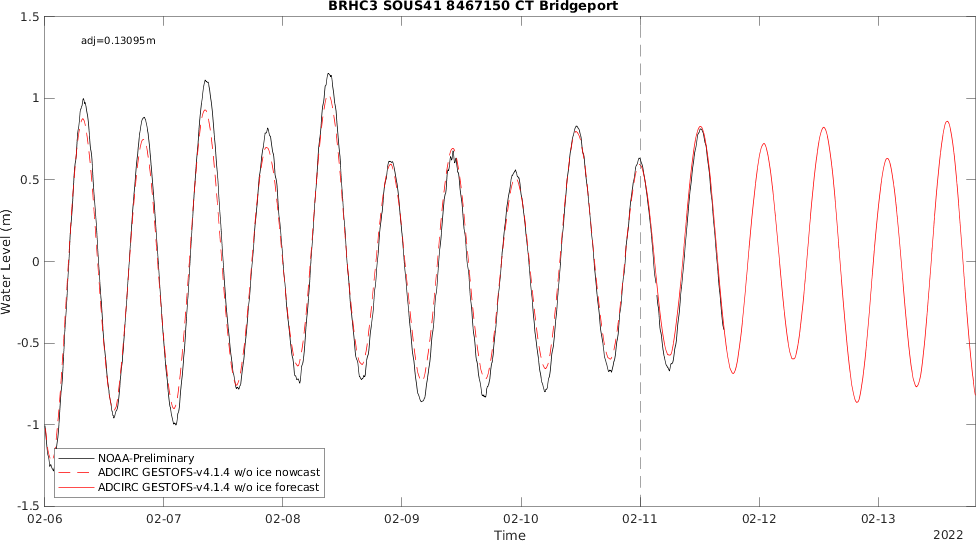 BRHC3 SOUS41 8467150 CT Bridgeport
1.5
adj=0.13095m
1
0.5
0
-0.5
-1
-1.5
Water Level (m)
NOAA-Preliminary
ADCIRC GESTOFS-v4.1.4 w/o ice nowcast
ADCIRC GESTOFS-v4.1.4 w/o ice forecast
02-06 02-07 02-08 02-09 02-10 02-11 02-12 02-13
Time
2022